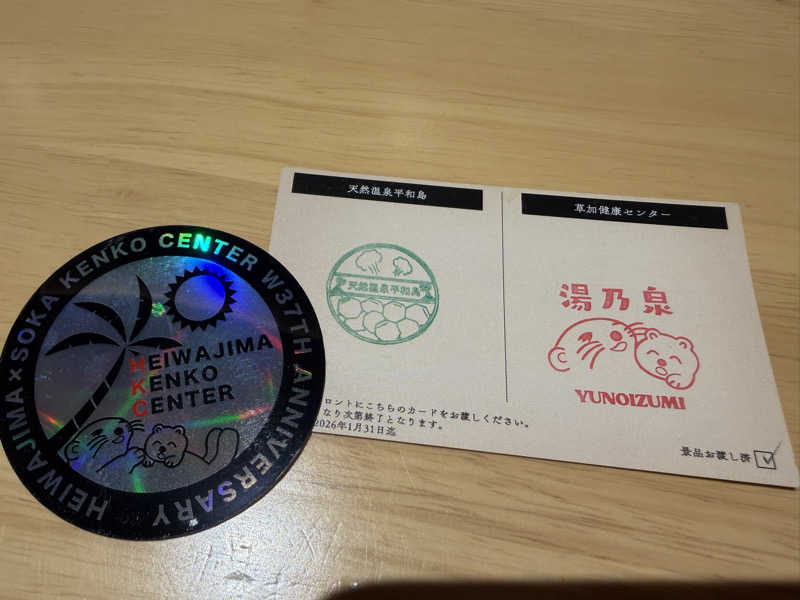 HEIWAJIMA×SOKA KENKO CENTER W37TH ANNIVERSARY
HEIWAJIMA
KENKO
CENTER
天然温泉平和島
天然温泉平和島
草加健康センター
湯乃泉
YUNOIZUMI
ロントにこちらのカードをお渡しください。
なり次第終了となります。
2026年1月31日迄
景品お渡し済